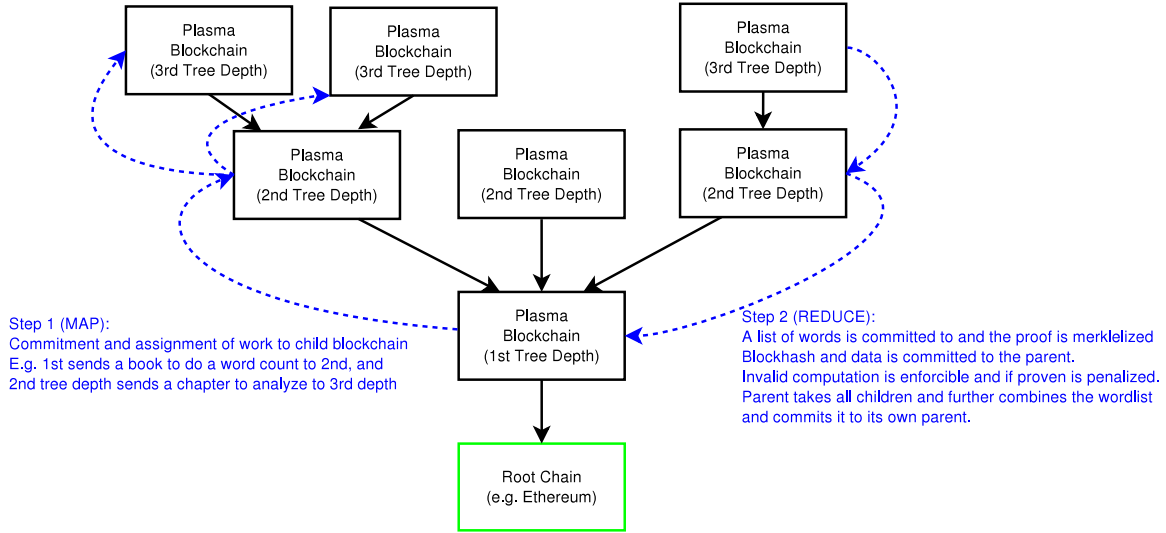 Plasma
Blockchain
(3rd Tree Depth)
Plasma
Blockchain
(3rd Tree Depth)
Plasma
Blockchain
(3rd Tree Depth)
Plasma
Blockchain
(2nd Tree Depth)
Plasma
Blockchain
(2nd Tree Depth)
Plasma
Blockchain
(2nd Tree Depth)
Step 1 (MAP):
Commitment and assignment of work to child blockchain
E.g. 1st sends a book to do a word count to 2nd, and
2nd tree depth sends a chapter to analyze to 3rd depth
Plasma
Blockchain
(1st Tree Depth)
Step 2 (REDUCE):
A list of words is committed to and the proof is merklelized
Blockhash and data is committed to the parent.
Invalid computation is enforcible and if proven is penalized.
Parent takes all children and further combines the wordlist
and commits it to its own parent.
Root Chain
(e.g. Ethereum)